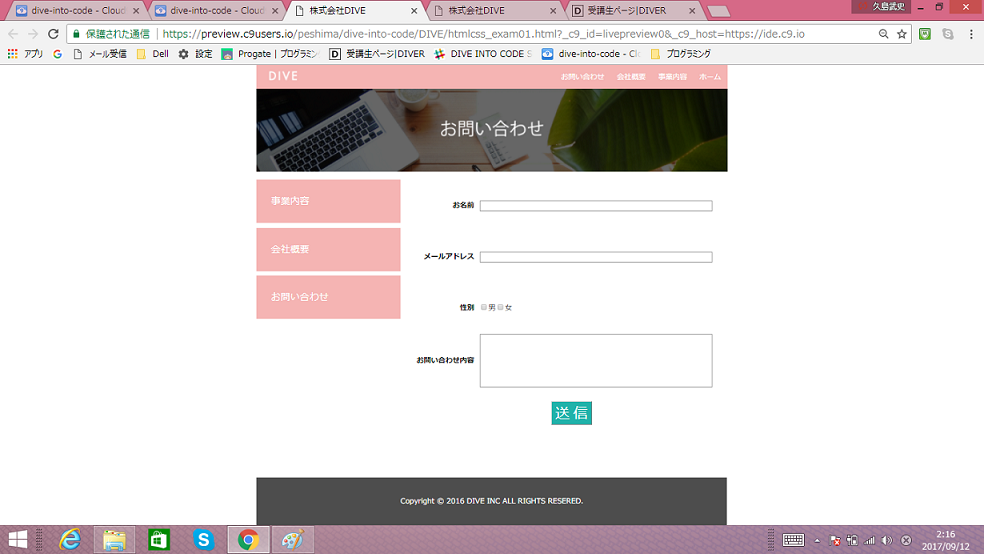 久島武史
dive-into-code - Cloud
dive-into-code - Cloud
株式会社DIVE
株式会社DIVE
受講生ページ|DIVER
保護された通信 | https://preview.c9users.io/peshima/dive-into-code/DIVE/htmlcss_exam01.html?_c9_id=livepreview0&_c9_host=https://ide.c9.io
アプリ G メール受信 Dell 設定 Progate | プログラミン D 受講生ページ|DIVER DIVE INTO CODE S dive-into-code - Clo プログラミング
DIVE お問い合わせ 会社概要 事業内容 ホーム
お問い合わせ
事業内容
会社概要
お問い合わせ
お名前
メールアドレス
性別 男 女
お問い合わせ内容
送信
Copyright © 2016 DIVE INC ALL RIGHTS RESERED.
2:16
2017/09/12